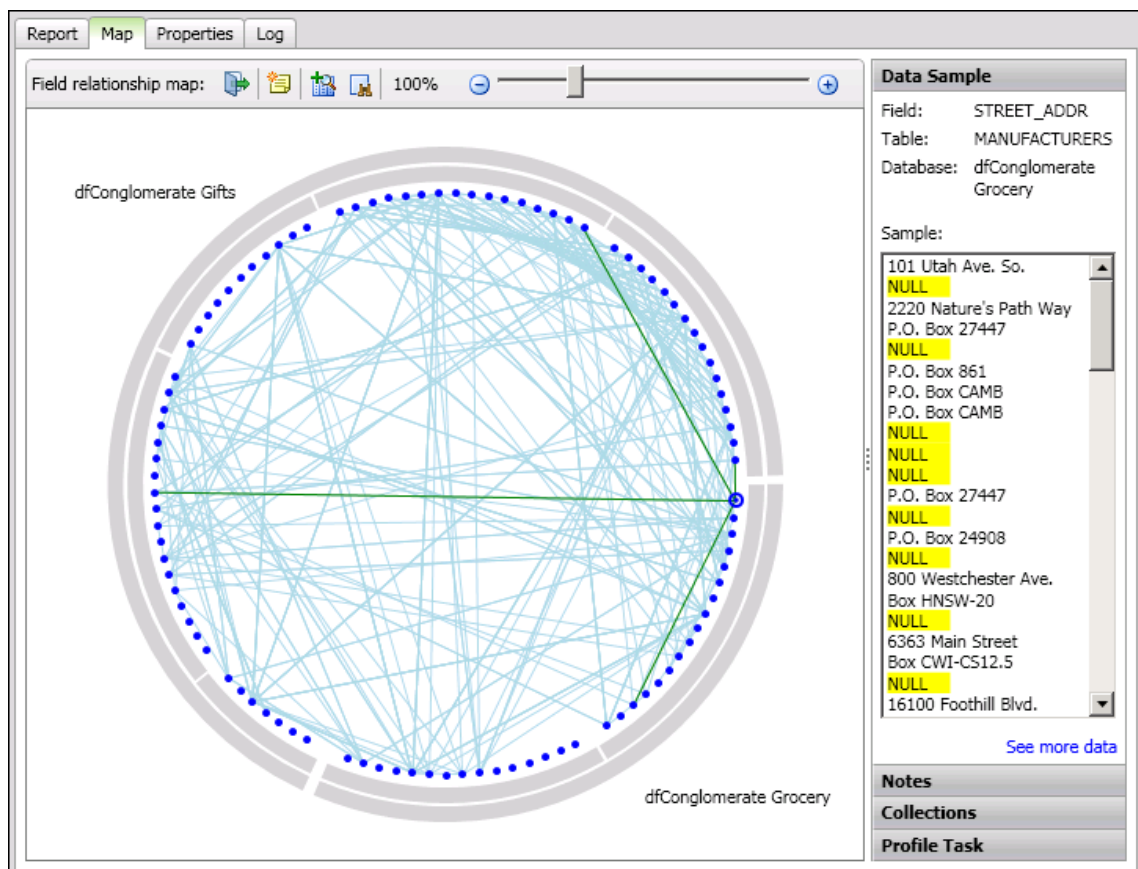 Report Map Properties Log
Field relationship map: 100%
dfConglomerate Gifts
dfConglomerate Grocery
Data Sample
Field: STREET_ADDR
Table: MANUFACTURERS
Database: dfConglomerate
Grocery
Sample:
101 Utah Ave. So.
NULL
2220 Nature's Path Way
P.O. Box 27447
NULL
P.O. Box 861
P.O. Box CAMB
P.O. Box CAMB
NULL
NULL
NULL
P.O. Box 27447
NULL
P.O. Box 24908
NULL
800 Westchester Ave.
Box HNSW-20
NULL
6363 Main Street
Box CWI-CS12.5
NULL
16100 Foothill Blvd.
See more data
Notes
Collections
Profile Task